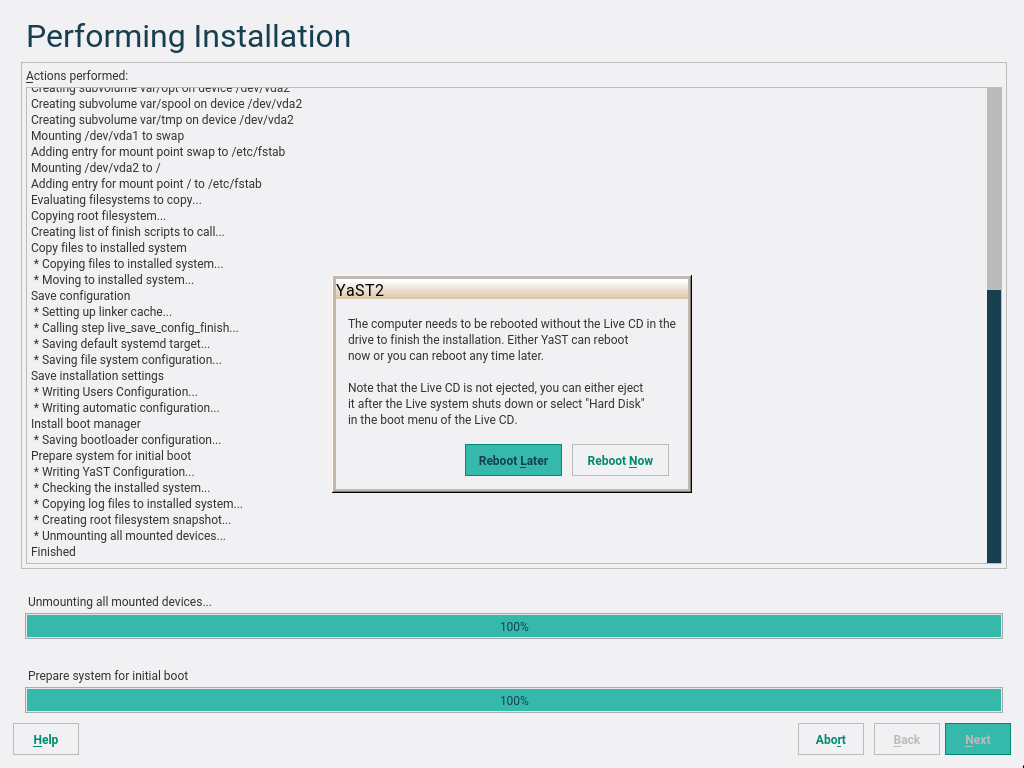 Performing Installation
Actions performed:
Creating subvolume var/opt on device /dev/vda2
Creating subvolume var/spool on device /dev/vda2
Creating subvolume var/tmp on device /dev/vda2
Mounting /dev/vda1 to swap
Adding entry for mount point swap to /etc/fstab
Mounting /dev/vda2 to /
Adding entry for mount point / to /etc/fstab
Evaluating filesystems to copy...
Copying root filesystem...
Creating list of finish scripts to call...
Copy files to installed system
* Copying files to installed system...
* Moving to installed system...
Save configuration
* Setting up linker cache...
* Calling step live_save_config_finish...
* Saving default systemd target...
* Saving file system configuration...
Save installation settings
* Writing Users Configuration...
* Writing automatic configuration...
Install boot manager
* Saving bootloader configuration...
Prepare system for initial boot
* Writing YaST Configuration...
* Checking the installed system...
* Copying log files to installed system...
* Creating root filesystem snapshot...
* Unmounting all mounted devices...
Finished
YaST2
The computer needs to be rebooted without the Live CD in the
drive to finish the installation. Either YaST can reboot
now or you can reboot any time later.
Note that the Live CD is not ejected, you can either eject
it after the Live system shuts down or select "Hard Disk"
in the boot menu of the Live CD.
Reboot Later Reboot Now
Unmounting all mounted devices...
100%
Prepare system for initial boot
100%
Help Abort Back Next